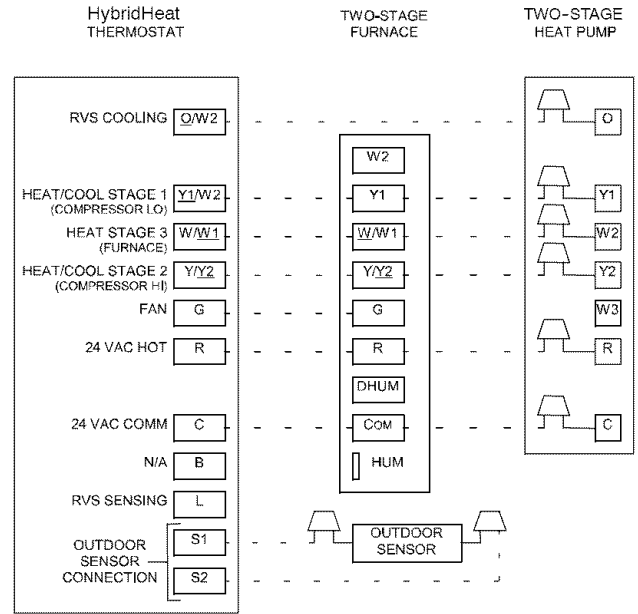 HybridHeat
THERMOSTAT
TWO-STAGE
FURNACE
TWO-STAGE
HEAT PUMP
RVS COOLING O/W2 O
W2
HEAT/COOL STAGE 1 Y1/W2 Y1 Y1
(COMPRESSOR LO)
HEAT STAGE 3 W/W1 W/W1 W2
(FURNACE)
HEAT/COOL STAGE 2 Y/Y2 Y/Y2 Y2
(COMPRESSOR HI)
FAN G G W3
24 VAC HOT R R R
DHUM
24 VAC COMM C COM C
N/A B HUM
RVS SENSING L
OUTDOOR
SENSOR
CONNECTION
S1
S2
OUTDOOR
SENSOR